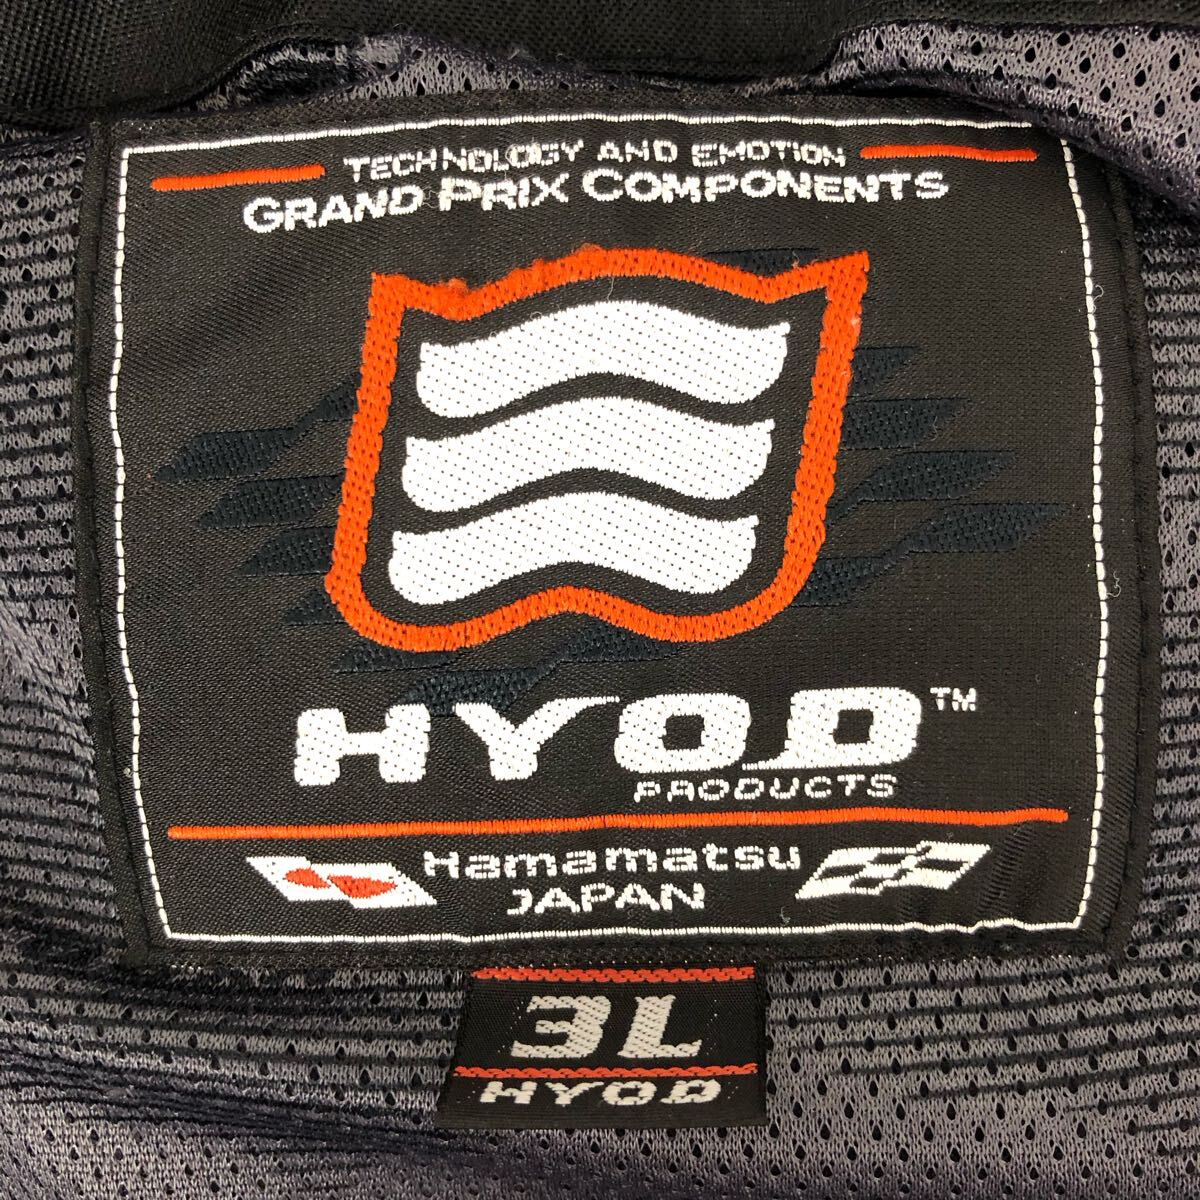 TECHNOLOGY AND EMOTION
GRAND PRIX COMPONENTS
HYOD™
PRODUCTS
Hamamatsu
JAPAN
3L
HYOD